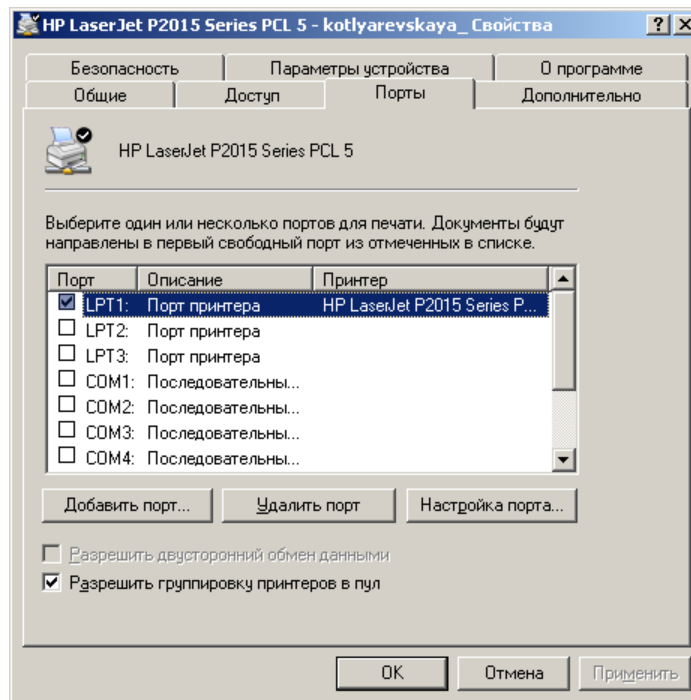 HP LaserJet P2015 Series PCL 5 - kotlyarevskaya_ Свойства
Безопасность Параметры устройства О программе
Общие Доступ Порты Дополнительно
HP LaserJet P2015 Series PCL 5
Выберите один или несколько портов для печати. Документы будут
направлены в первый свободный порт из отмеченных в списке.
Порт Описание Принтер
LPT1: Порт принтера HP LaserJet P2015 Series P...
LPT2: Порт принтера
LPT3: Порт принтера
COM1: Последовательны...
COM2: Последовательны...
COM3: Последовательны...
COM4: Последовательны...
Добавить порт... Удалить порт Настройка порта...
Разрешить двусторонний обмен данными
Разрешить группировку принтеров в пул
OK Отмена Применить